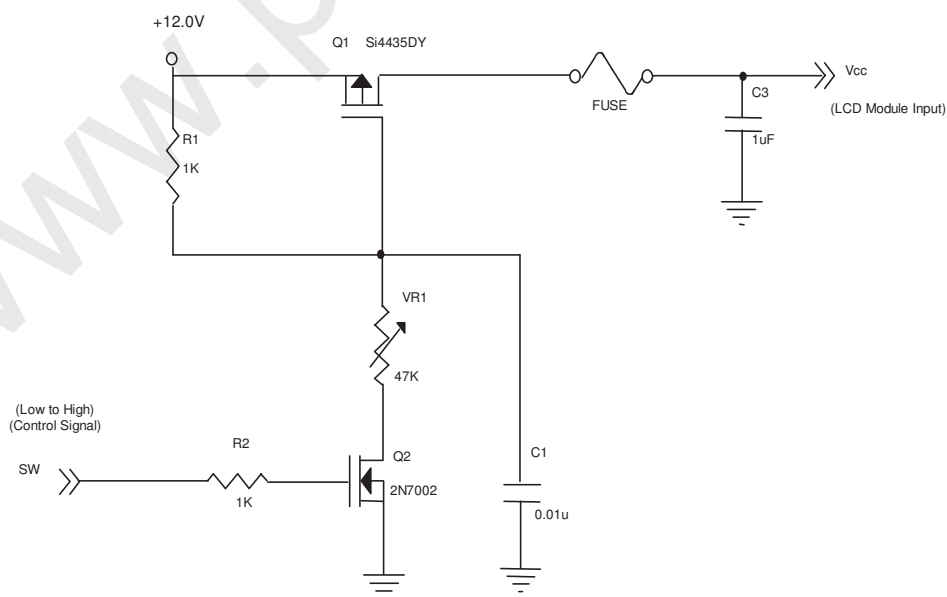 +12.0V
Q1 Si4435DY
FUSE
Vcc
(LCD Module Input)
C3
1uF
R1
1K
VR1
47K
(Low to High)
(Control Signal)
SW
R2
1K
Q2
2N7002
C1
0.01u
www.p